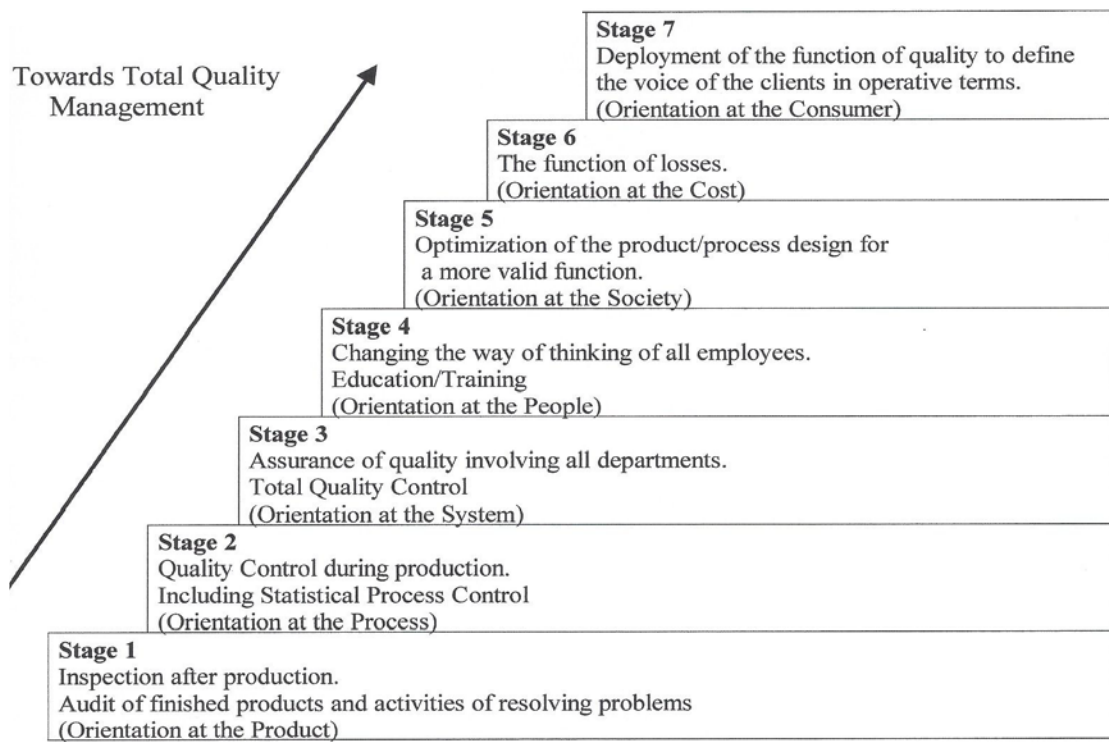 Towards Total Quality
Management
Stage 7
Deployment of the function of quality to define
the voice of the clients in operative terms.
(Orientation at the Consumer)
Stage 6
The function of losses.
(Orientation at the Cost)
Stage 5
Optimization of the product/process design for
a more valid function.
(Orientation at the Society)
Stage 4
Changing the way of thinking of all employees.
Education/Training
(Orientation at the People)
Stage 3
Assurance of quality involving all departments.
Total Quality Control
(Orientation at the System)
Stage 2
Quality Control during production.
Including Statistical Process Control
(Orientation at the Process)
Stage 1
Inspection after production.
Audit of finished products and activities of resolving problems
(Orientation at the Product)